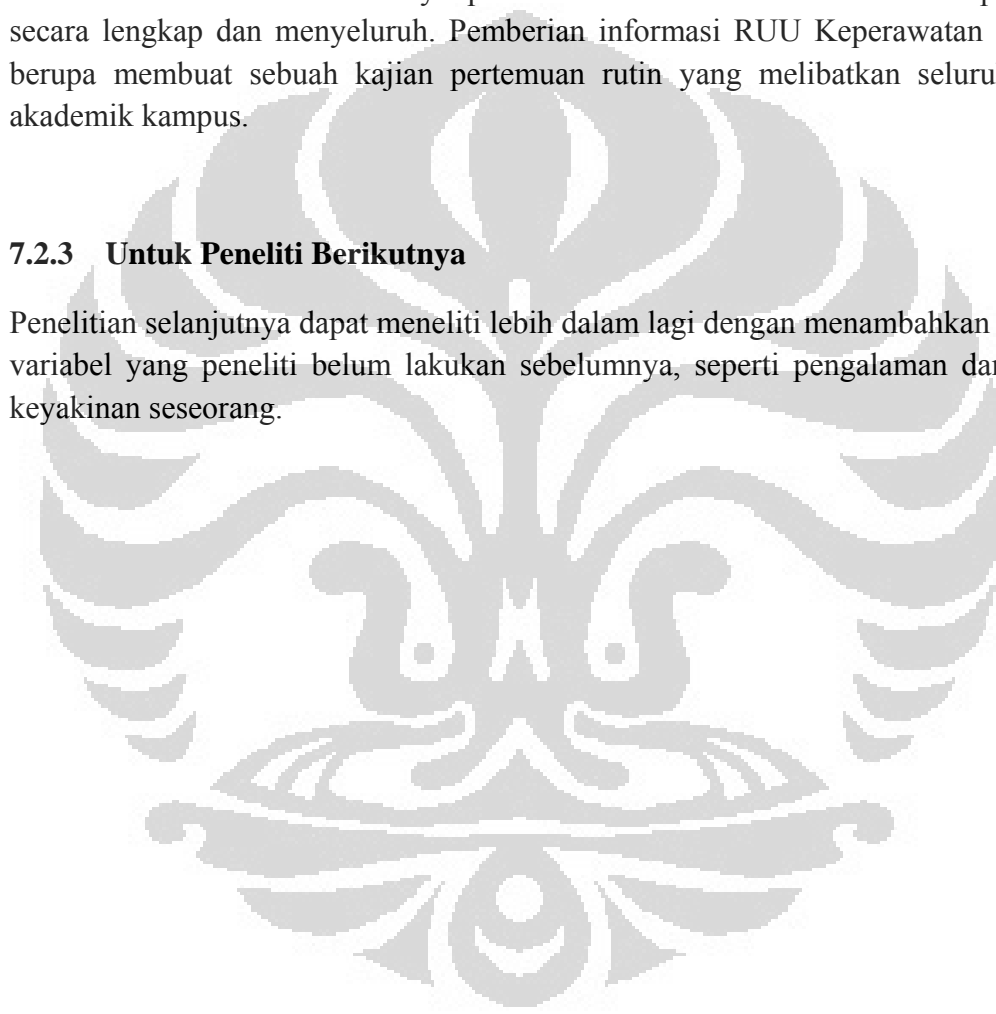 secara lengkap dan menyeluruh. Pemberian informasi RUU Keperawatan
berupa membuat sebuah kajian pertemuan rutin yang melibatkan seluru
akademik kampus.
7.2.3 Untuk Peneliti Berikutnya
Penelitian selanjutnya dapat meneliti lebih dalam lagi dengan menambahkan
variabel yang peneliti belum lakukan sebelumnya, seperti pengalaman dan
keyakinan seseorang.